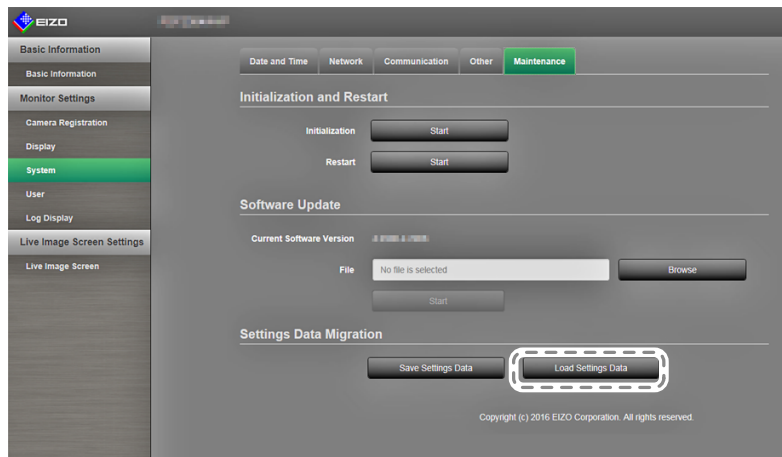 EIZO
Basic Information
Basic Information
Monitor Settings
Camera Registration
Display
System
User
Log Display
Live Image Screen Settings
Live Image Screen
Date and Time Network Communication Other Maintenance
Initialization and Restart
Initialization Start
Restart Start
Software Update
Current Software Version
File No file is selected Browse
Start
Settings Data Migration
Save Settings Data Load Settings Data
Copyright (c) 2016 EIZO Corporation. All rights reserved.